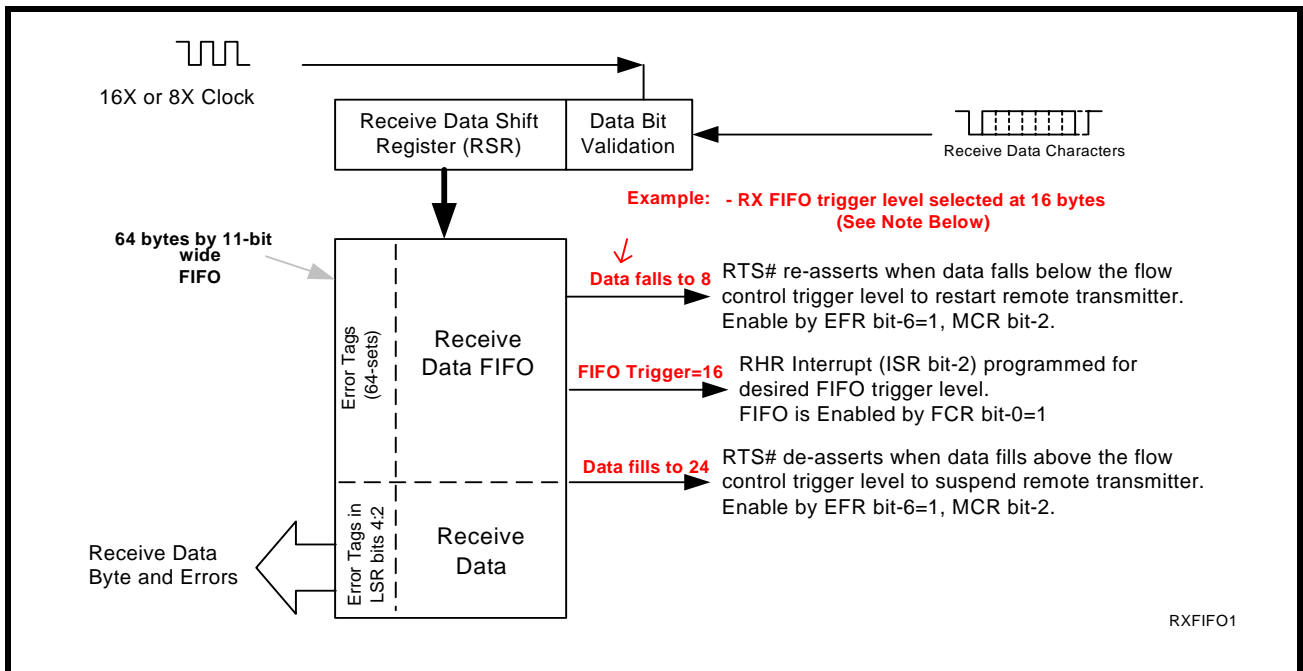 16X or 8X Clock
Receive Data Shift
Register (RSR)
Data Bit
Validation
Receive Data Characters
Example:   - RX FIFO trigger level selected at 16 bytes
(See Note Below)
64 bytes by 11-bit
wide
FIFO
Error Tags
(64-sets)
Receive
Data FIFO
Data falls to 8
RTS# re-asserts when data falls below the flow
control trigger level to restart remote transmitter.
Enable by EFR bit-6=1, MCR bit-2.
FIFO Trigger=16
RHR Interrupt (ISR bit-2) programmed for
desired FIFO trigger level.
FIFO is Enabled by FCR bit-0=1
Data fills to 24
RTS# de-asserts when data fills above the flow
control trigger level to suspend remote transmitter.
Enable by EFR bit-6=1, MCR bit-2.
Error Tags in
LSR bits 4:2
Receive
Data
Receive Data
Byte and Errors
RXFIFO1